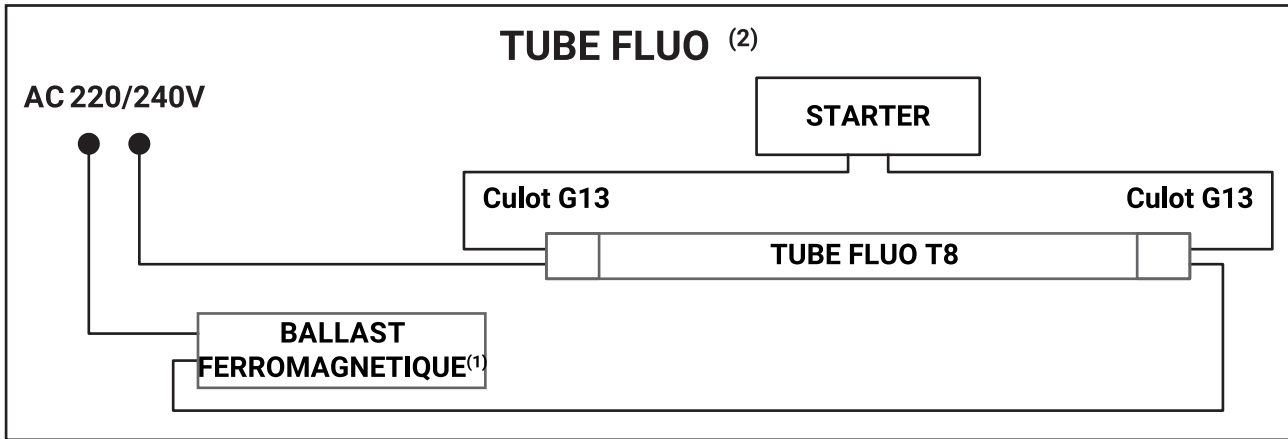 TUBE FLUO (2)
AC 220/240V
STARTER
Culot G13
Culot G13
TUBE FLUO T8
BALLAST
FERROMAGNETIQUE(1)